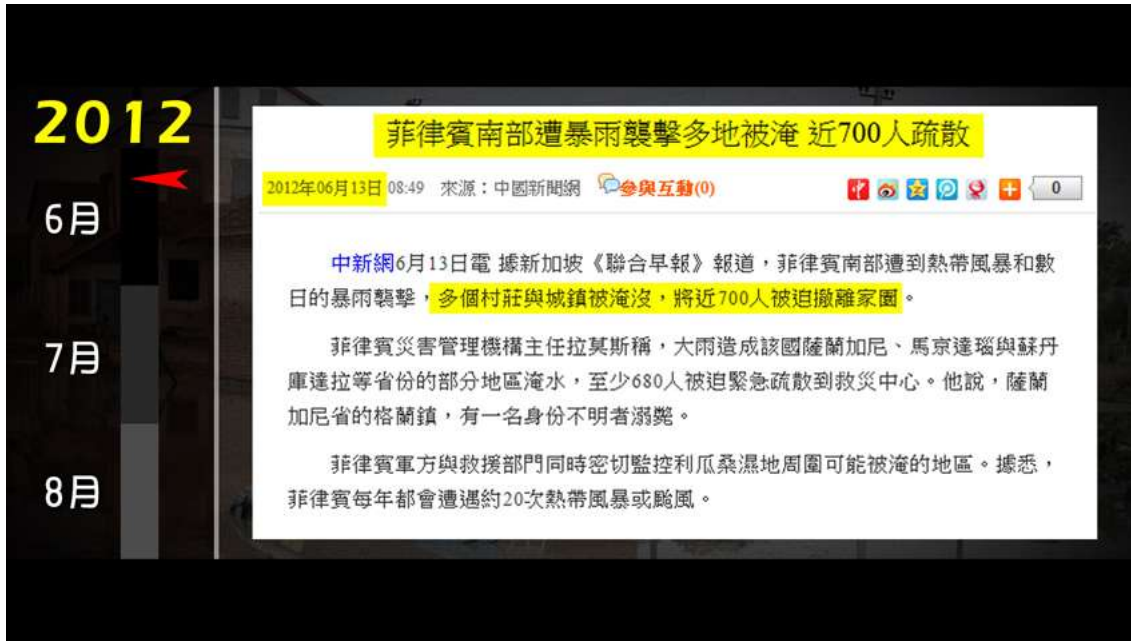 2012
6月
7月
8月
菲律賓南部遭暴雨襲擊多地被淹 近700人疏散
2012年06月13日 08:49 來源：中國新聞網 參與互動(0) 0
中新網6月13日電 據新加坡《聯合早報》報道，菲律賓南部遭到熱帶風暴和數
日的暴雨襲擊，多個村莊與城鎮被淹沒，將近700人被迫撤離家園。
菲律賓災害管理機構主任拉莫斯稱，大雨造成該國薩蘭加尼、馬京達瑙與蘇丹
庫達拉等省份的部分地區淹水，至少680人被迫緊急疏散到救災中心。他說，薩蘭
加尼省的格蘭鎮，有一名身份不明者溺斃。
菲律賓軍方與救援部門同時密切監控利瓜桑濕地周圍可能被淹的地區。據悉，
菲律賓每年都會遭遇約20次熱帶風暴或颱風。